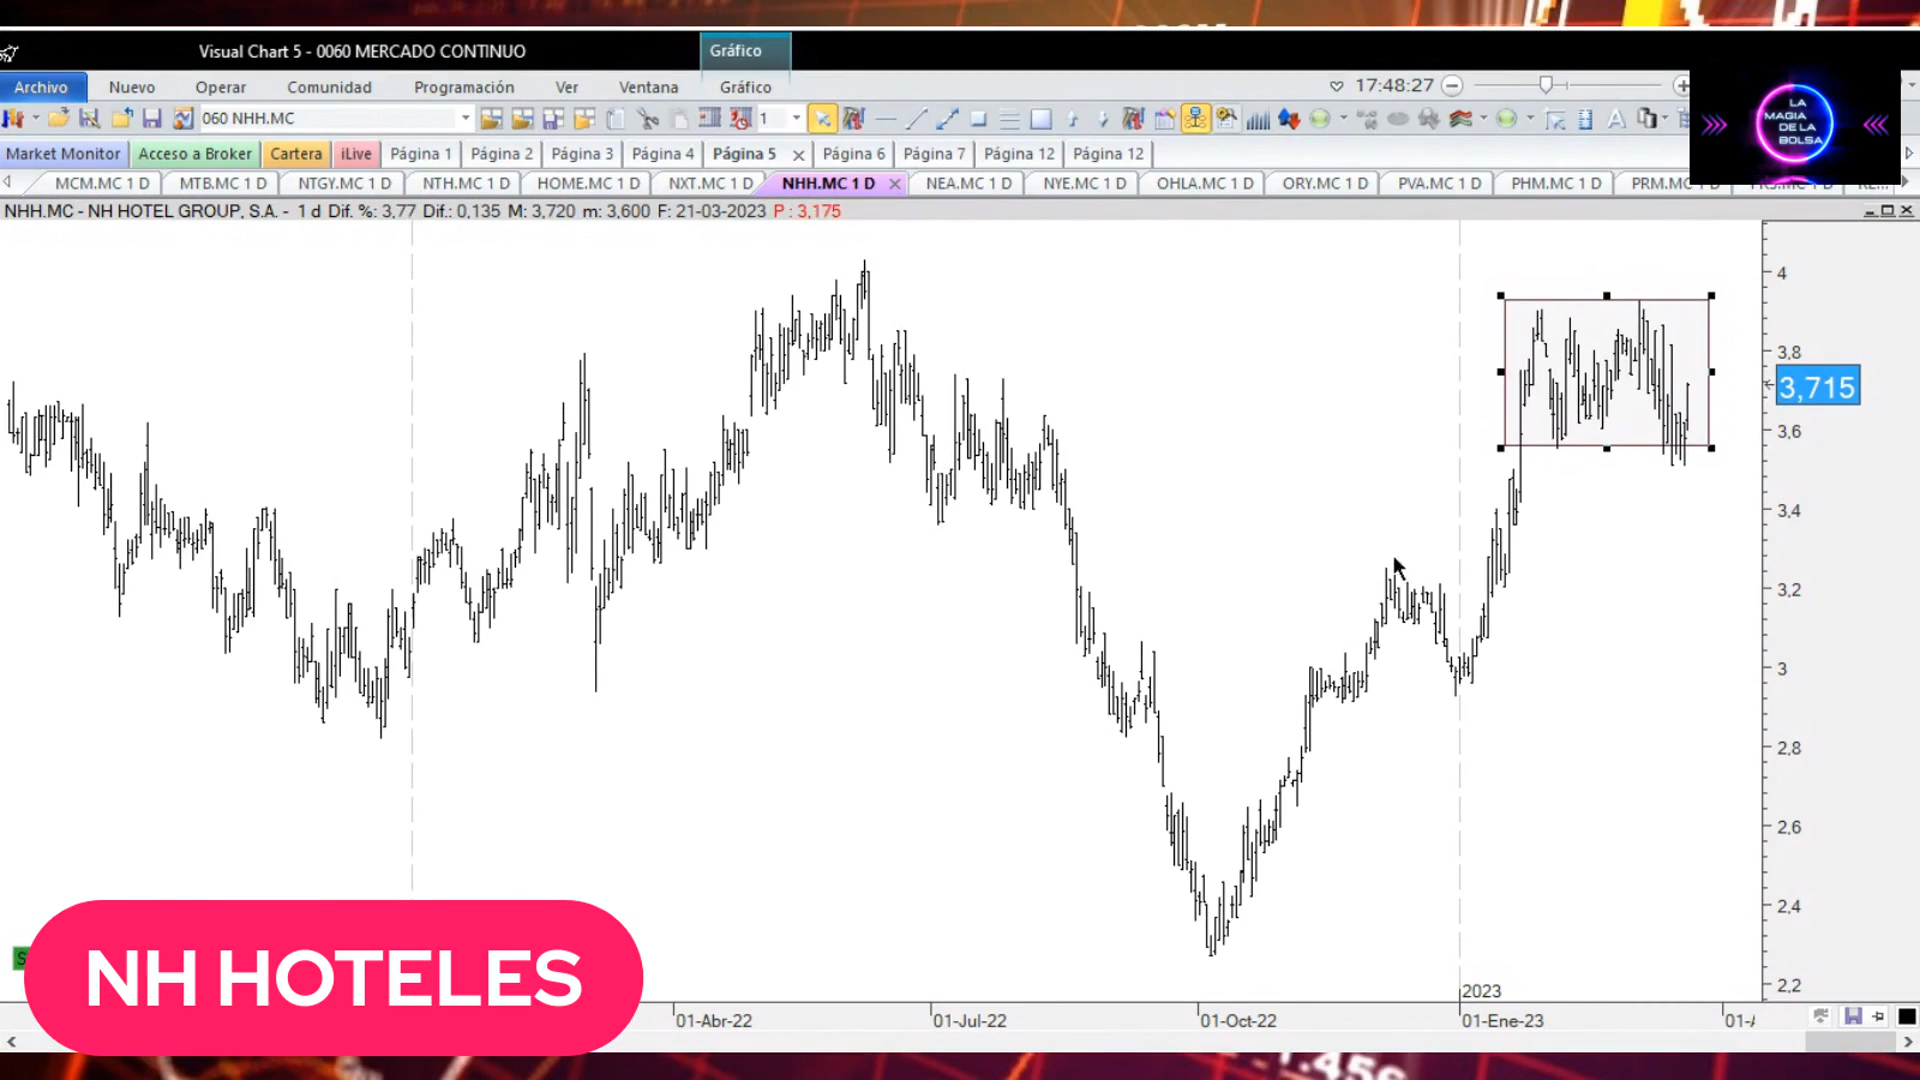 Visual Chart 5 - 0060 MERCADO CONTINUO
Gráfico
Archivo Nuevo Operar Comunidad Programación Ver Ventana Gráfico 17:48:27
060 NHH.MC 1
LA
MAGIA
DE LA
BOLSA
Market Monitor Acceso a Broker Cartera iLive Página 1 Página 2 Página 3 Página 4 Página 5 Página 6 Página 7 Página 12 Página 12
MCM.MC 1 D MTB.MC 1 D NTGY.MC 1 D NTH.MC 1 D HOME.MC 1 D NXT.MC 1 D NHH.MC 1 D NEA.MC 1 D NYE.MC 1 D OHLA.MC 1 D ORY.MC 1 D PVA.MC 1 D PHM.MC 1 D PRM.MC 1 D
NHH.MC - NH HOTEL GROUP, S.A. - 1 d Dif. %: 3,77 Dif.: 0,135 M: 3,720 m: 3,600 F: 21-03-2023 P : 3,175
4
3,8
3,715
3,6
3,4
3,2
3
2,8
2,6
2,4
2,2
NH HOTELES
2023
01-Abr-22 01-Jul-22 01-Oct-22 01-Ene-23